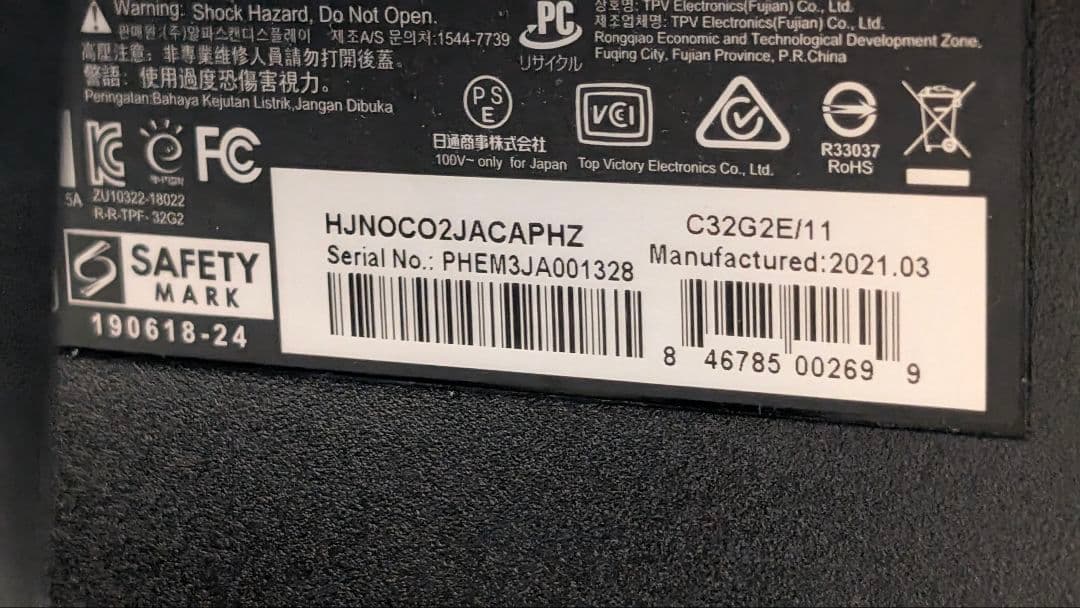 Warning: Shock Hazard, Do Not Open.
판매원:(주)알파스캔디스플레이 제조A/S 문의처:1544-7739
高壓注意: 非專業維修人員請勿打開後蓋。
警語: 使用過度恐傷害視力。
Peringatan:Bahaya Kejutan Listrik,Jangan Dibuka
PC
リサイクル
상호명: TPV Electronics(Fujian) Co., Ltd.
제조업체명: TPV Electronics(Fujian) Co., Ltd.
Rongqiao Economic and Technological Development Zone,
Fuqing City, Fujian Province, P.R.China
PS
E
日通商事株式会社
100V~ only for Japan
VCI
Top Victory Electronics Co., Ltd.
R33037
RoHS
FC
5A
ZU10322-18022
R-R-TPF-32G2
SAFETY
MARK
190618-24
HJNOCO2JACAPHZ
Serial No.: PHEM3JA001328
C32G2E/11
Manufactured:2021.03
8 46785 00269 9